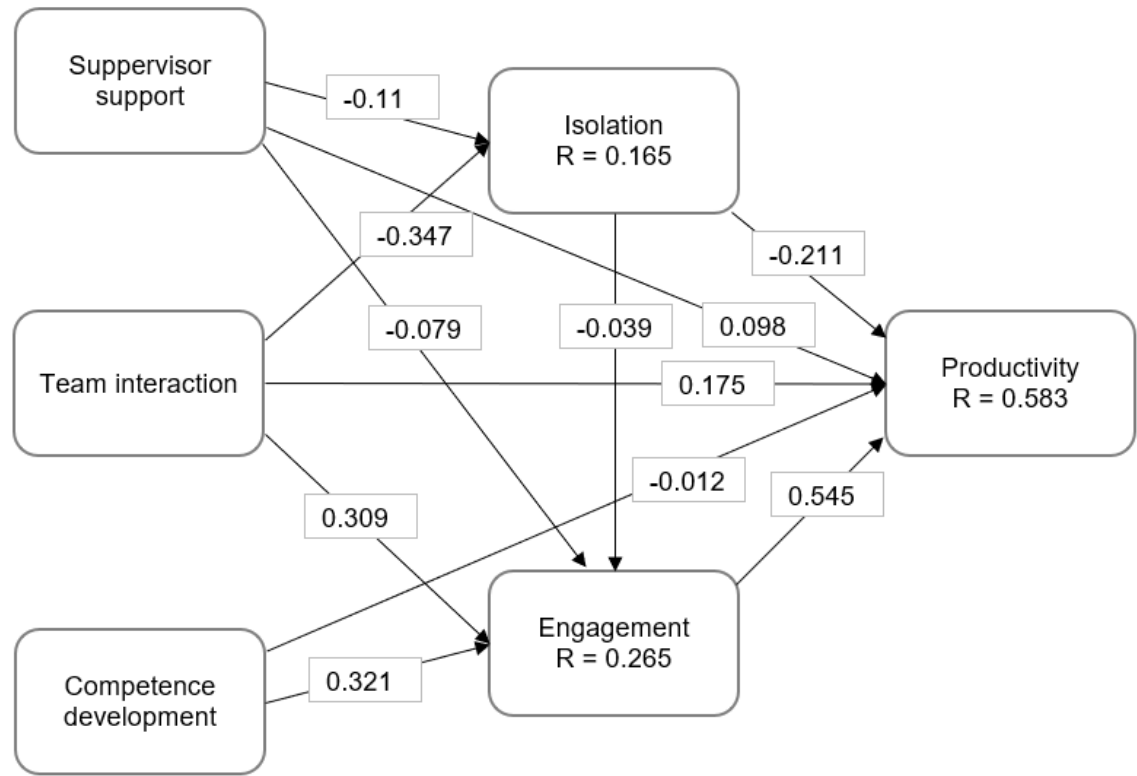 Suppervisor
support
-0.11
Isolation
R = 0.165
-0.347
-0.211
-0.079
-0.039
0.098
Team interaction
0.175
Productivity
R = 0.583
-0.012
0.545
0.309
Engagement
R = 0.265
0.321
Competence
development